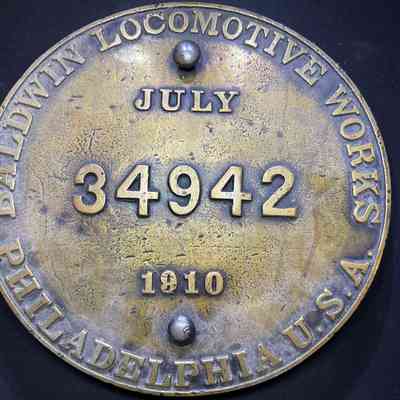 BALDWIN LOCOMOTIVE WORKS
JULY
34942
1910
PHILADELPHIA U.S.A.